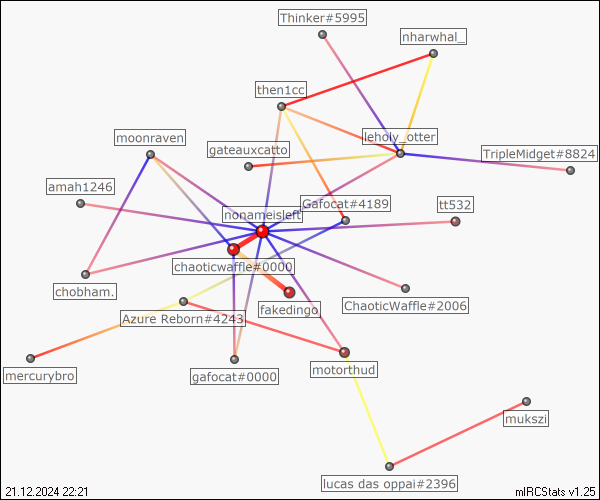 Thinker#5995
nharwhal_
then1cc
moonraven
leholy_otter
gateauxcatto
TripleMidget#8824
amah1246
Gafocat#4189
tt532
nonameisleft
chaoticwaffle#0000
chobham.
ChaoticWaffle#2006
fakedingo
Azure Reborn#4243
mercurybro
gafocat#0000
motorthud
mukszi
lucas das oppai#2396
21.12.2024 22:21
mIRCStats v1.25